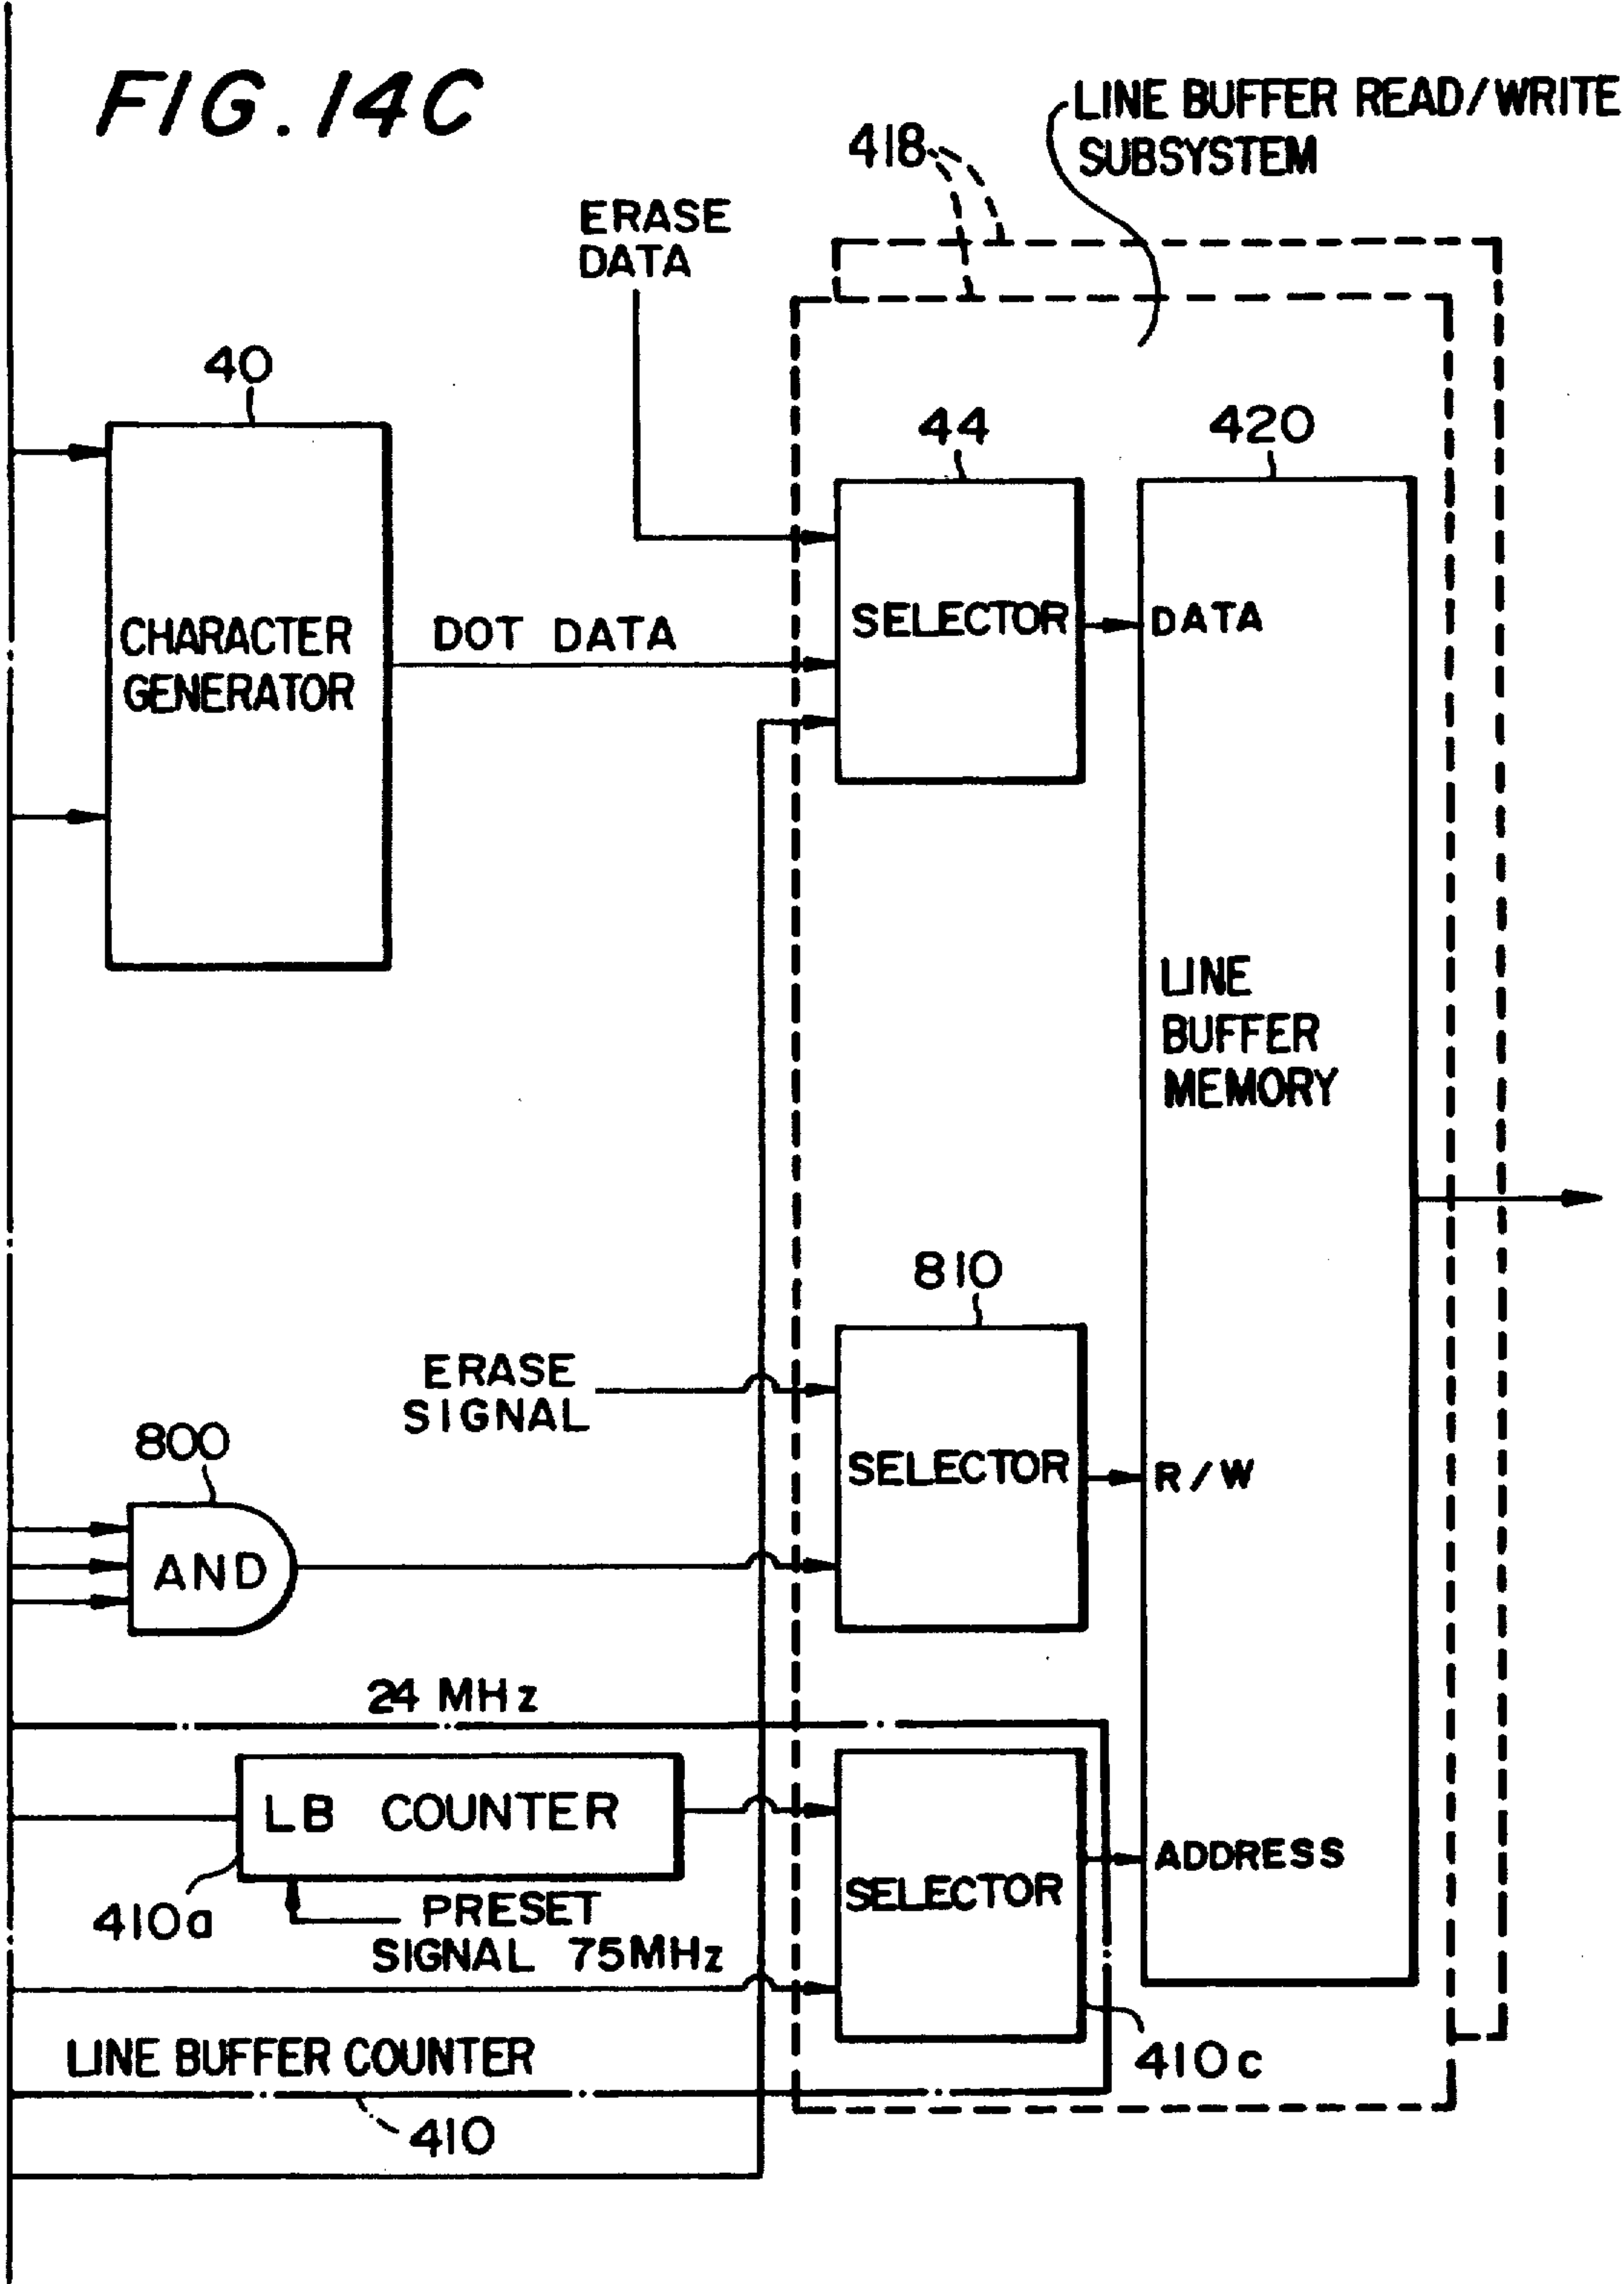 FIG. 14C
LINE BUFFER READ/WRITE
SUBSYSTEM
418
ERASE
DATA
40
44
420
CHARACTER
GENERATOR
DOT DATA
SELECTOR
DATA
LINE
BUFFER
MEMORY
810
ERASE
SIGNAL
800
SELECTOR
R/W
AND
24 MHz
LB COUNTER
ADDRESS
410a
PRESET
SIGNAL 75MHz
SELECTOR
LINE BUFFER COUNTER
410c
410